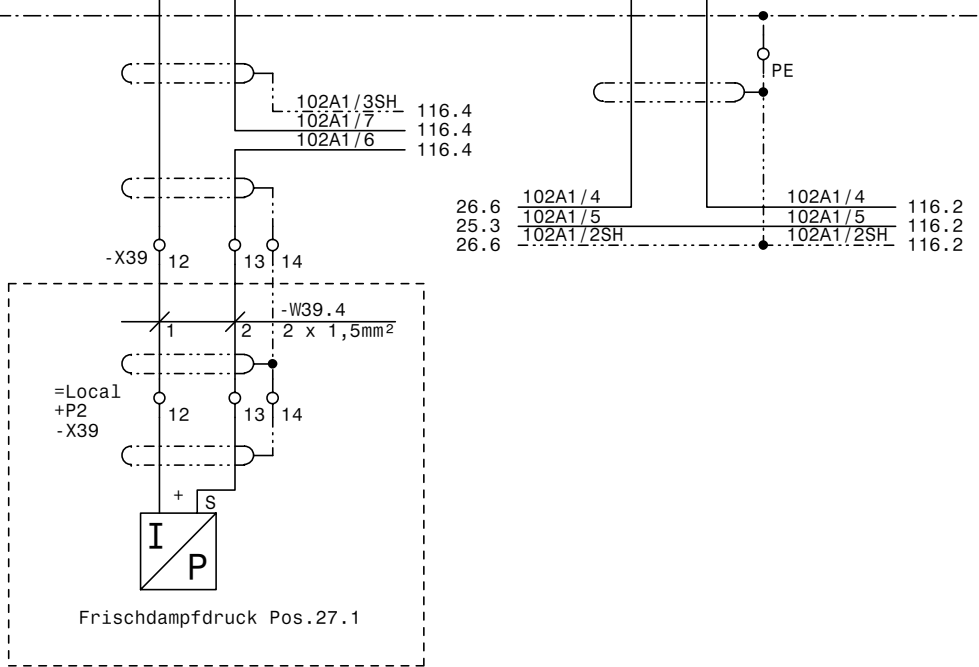 PE
102A1/3SH 116.4
102A1/7 116.4
102A1/6 116.4
26.6 102A1/4 102A1/4 116.2
25.3 102A1/5 102A1/5 116.2
26.6 102A1/2SH 102A1/2SH 116.2
-X39 12 13 14
-W39.4
1 2 2 x 1,5mm²
=Local
+P2 12 13 14
-X39
+ S
I
P
Frischdampfdruck Pos.27.1